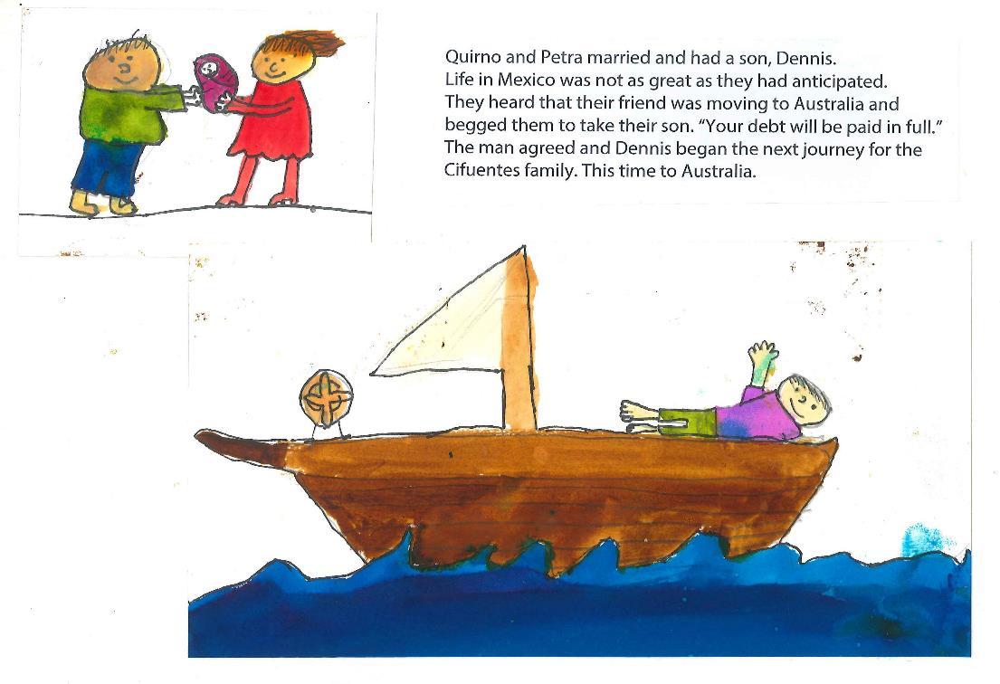 Quirno and Petra married and had a son, Dennis.
Life in Mexico was not as great as they had anticipated.
They heard that their friend was moving to Australia and
begged them to take their son. “Your debt will be paid in full.”
The man agreed and Dennis began the next journey for the
Cifuentes family. This time to Australia.